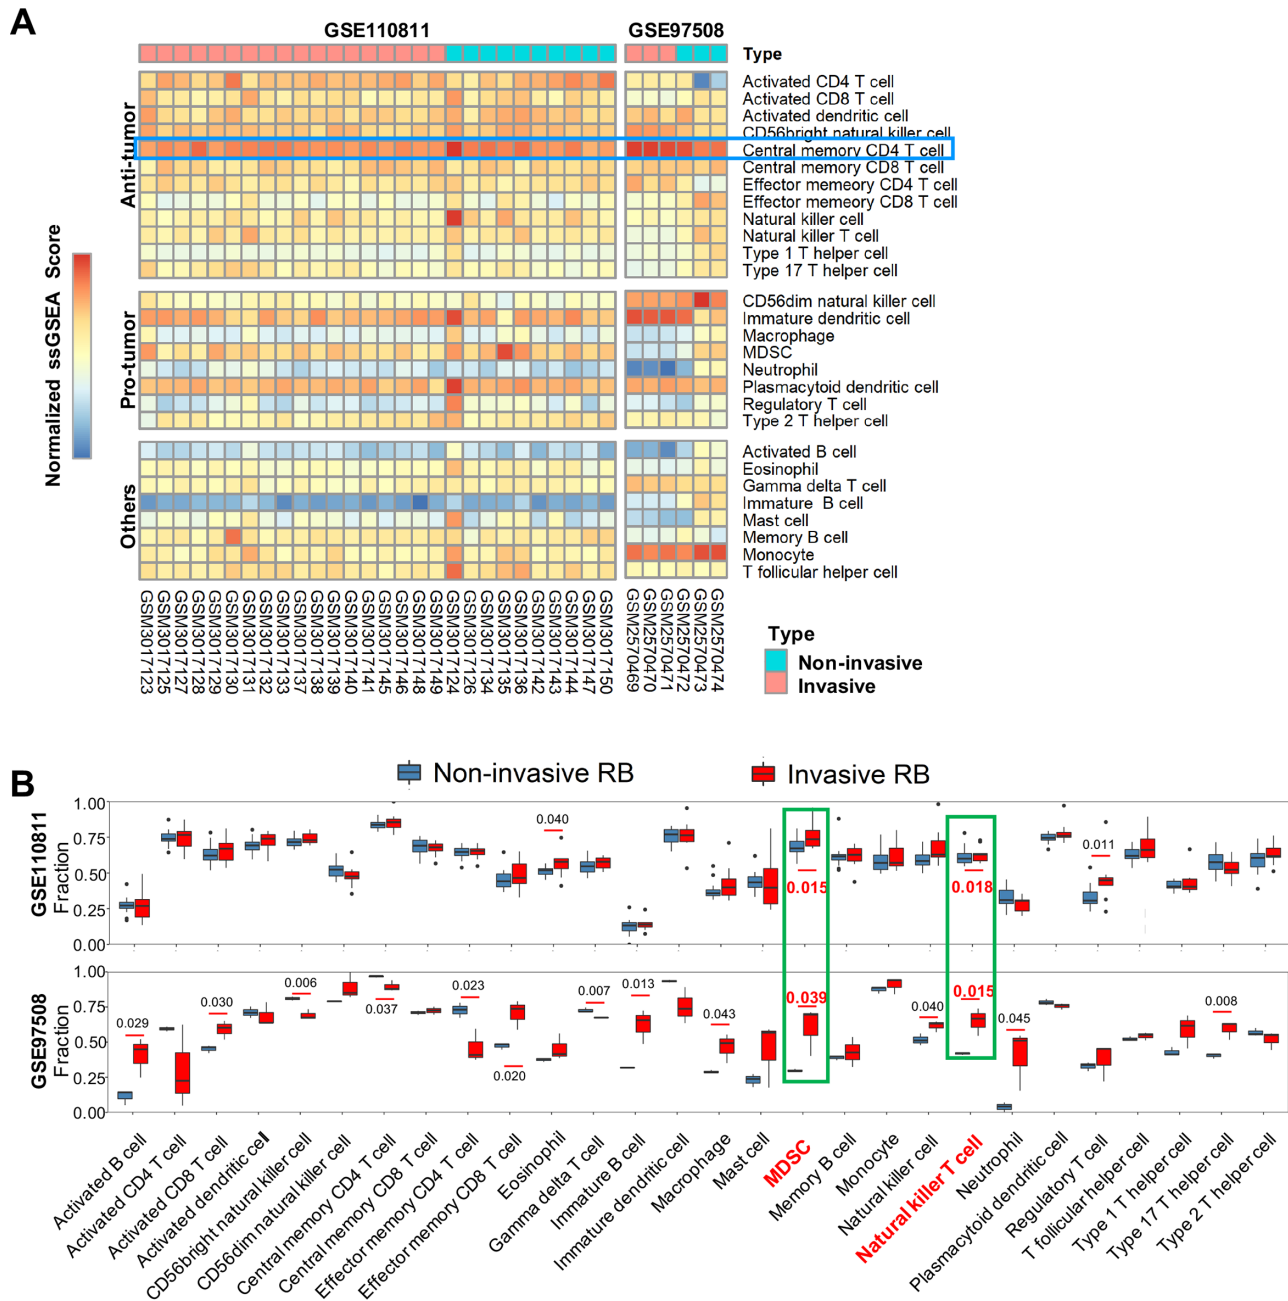 A
GSE110811
GSE97508
Type
Anti-tumor
Activated CD4 T cell
Activated CD8 T cell
Activated dendritic cell
CD56bright natural killer cell
Central memory CD4 T cell
Central memory CD8 T cell
Effector memeory CD4 T cell
Effector memeory CD8 T cell
Natural killer cell
Natural killer T cell
Type 1 T helper cell
Type 17 T helper cell
Normalized ssGSEA Score
Pro-tumor
CD56dim natural killer cell
Immature dendritic cell
Macrophage
MDSC
Neutrophil
Plasmacytoid dendritic cell
Regulatory T cell
Type 2 T helper cell
Others
Activated B cell
Eosinophil
Gamma delta T cell
Immature B cell
Mast cell
Memory B cell
Monocyte
T follicular helper cell
GSM3017123
GSM3017125
GSM3017127
GSM3017128
GSM3017129
GSM3017130
GSM3017131
GSM3017132
GSM3017133
GSM3017137
GSM3017138
GSM3017139
GSM3017140
GSM3017141
GSM3017145
GSM3017146
GSM3017148
GSM3017149
GSM3017124
GSM3017126
GSM3017134
GSM3017135
GSM3017136
GSM3017142
GSM3017143
GSM3017144
GSM3017147
GSM3017150
GSM2570469
GSM2570470
GSM2570471
GSM2570472
GSM2570473
GSM2570474
Type
Non-invasive
Invasive
B
Non-invasive RB
Invasive RB
GSE110811
Fraction
1.00
0.75
0.50
0.25
0.00
0.040
0.015
0.018
0.011
GSE97508
Fraction
1.00
0.75
0.50
0.25
0.00
0.029
0.030
0.006
0.037
0.023
0.020
0.007
0.013
0.043
0.039
0.040
0.015
0.045
0.008
Activated B cell
Activated CD4 T cell
Activated CD8 T cell
Activated dendritic cell
CD56bright natural killer cell
CD56dim natural killer cell
Central memory CD4 T cell
Central memory CD8 T cell
Effector memory CD4 T cell
Effector memory CD8 T cell
Eosinophil
Gamma delta T cell
Immature B cell
Immature dendritic cell
Macrophage
Mast cell
MDSC
Memory B cell
Monocyte
Natural killer cell
Natural killer T cell
Neutrophil
Plasmacytoid dendritic cell
Regulatory T cell
T follicular helper cell
Type 1 T helper cell
Type 17 T helper cell
Type 2 T helper cell